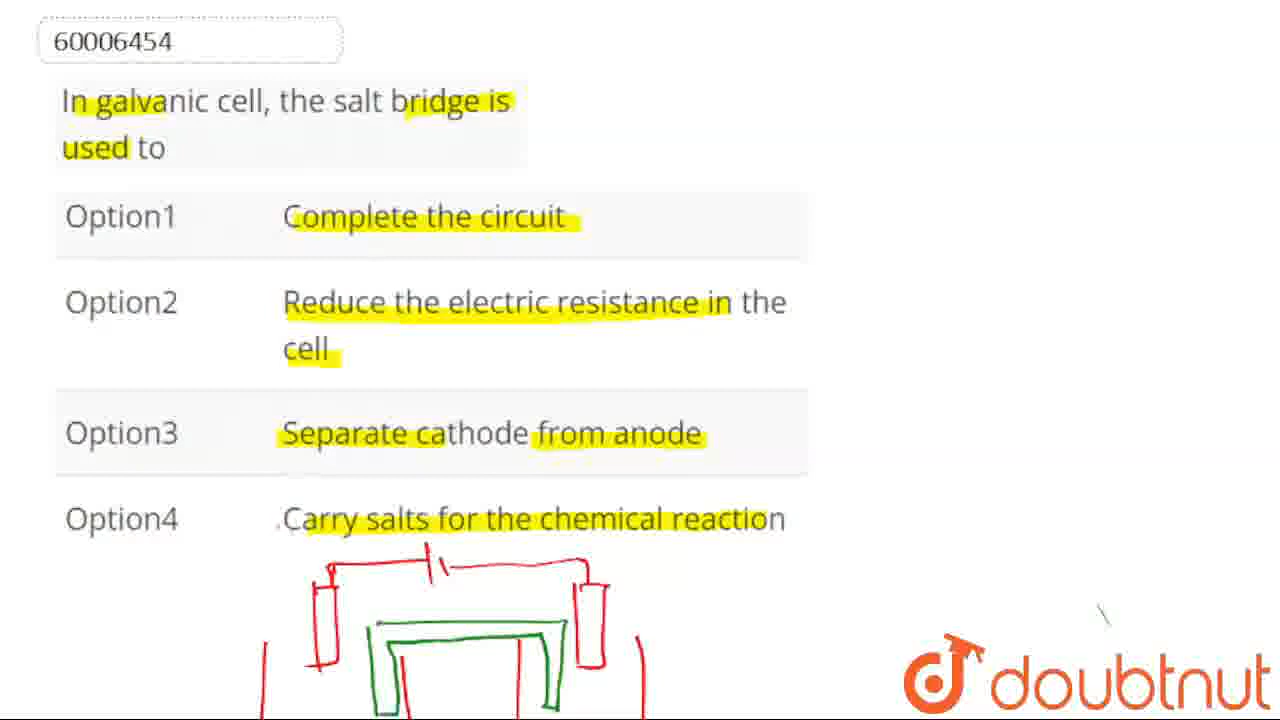 60006454
In galvanic cell, the salt bridge is
used to
Option1 Complete the circuit
Option2 Reduce the electric resistance in the
cell
Option3 Separate cathode from anode
Option4 Carry salts for the chemical reaction
doubtnut